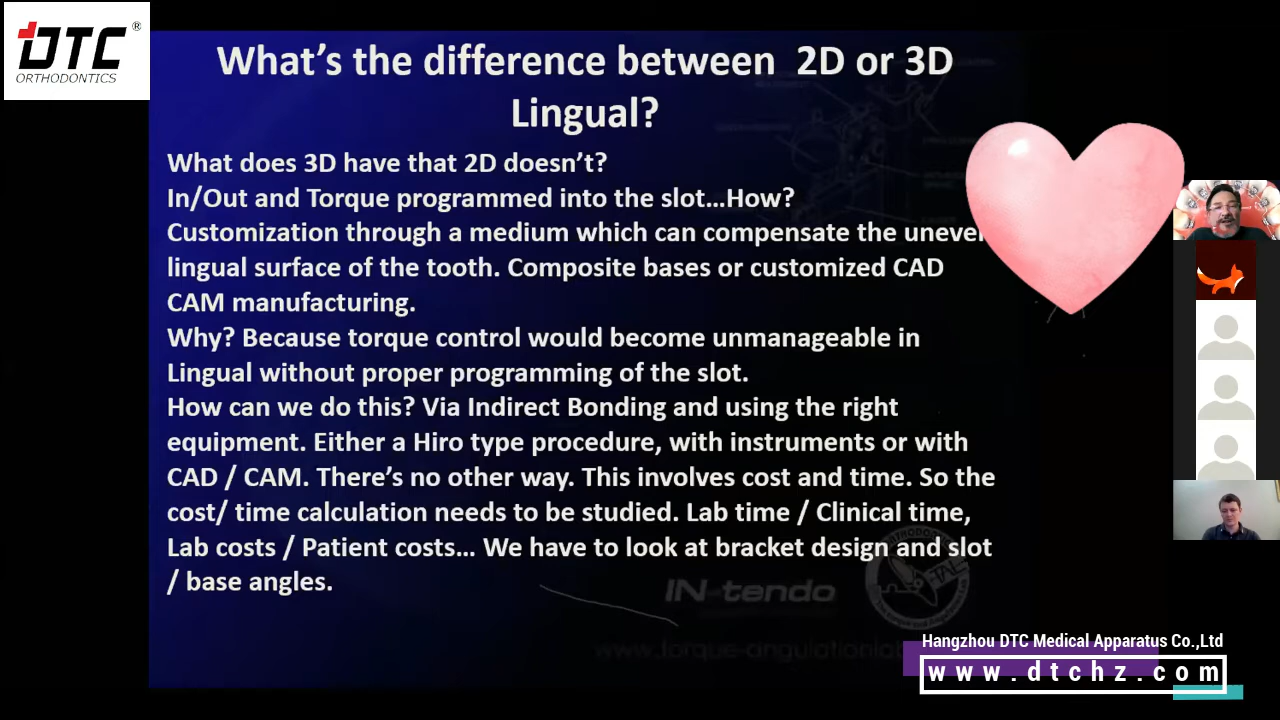 DTC®
ORTHODONTICS
What's the difference between 2D or 3D
Lingual?
What does 3D have that 2D doesn't?
In/Out and Torque programmed into the slot...How?
Customization through a medium which can compensate the uneven
lingual surface of the tooth. Composite bases or customized CAD
CAM manufacturing.
Why? Because torque control would become unmanageable in
Lingual without proper programming of the slot.
How can we do this? Via Indirect Bonding and using the right
equipment. Either a Hiro type procedure, with instruments or with
CAD / CAM. There's no other way. This involves cost and time. So the
cost/ time calculation needs to be studied. Lab time / Clinical time,
Lab costs / Patient costs... We have to look at bracket design and slot
/ base angles.
IN-tendo
www.torque-angulationla
Hangzhou DTC Medical Apparatus Co.,Ltd
www.dtchz.com